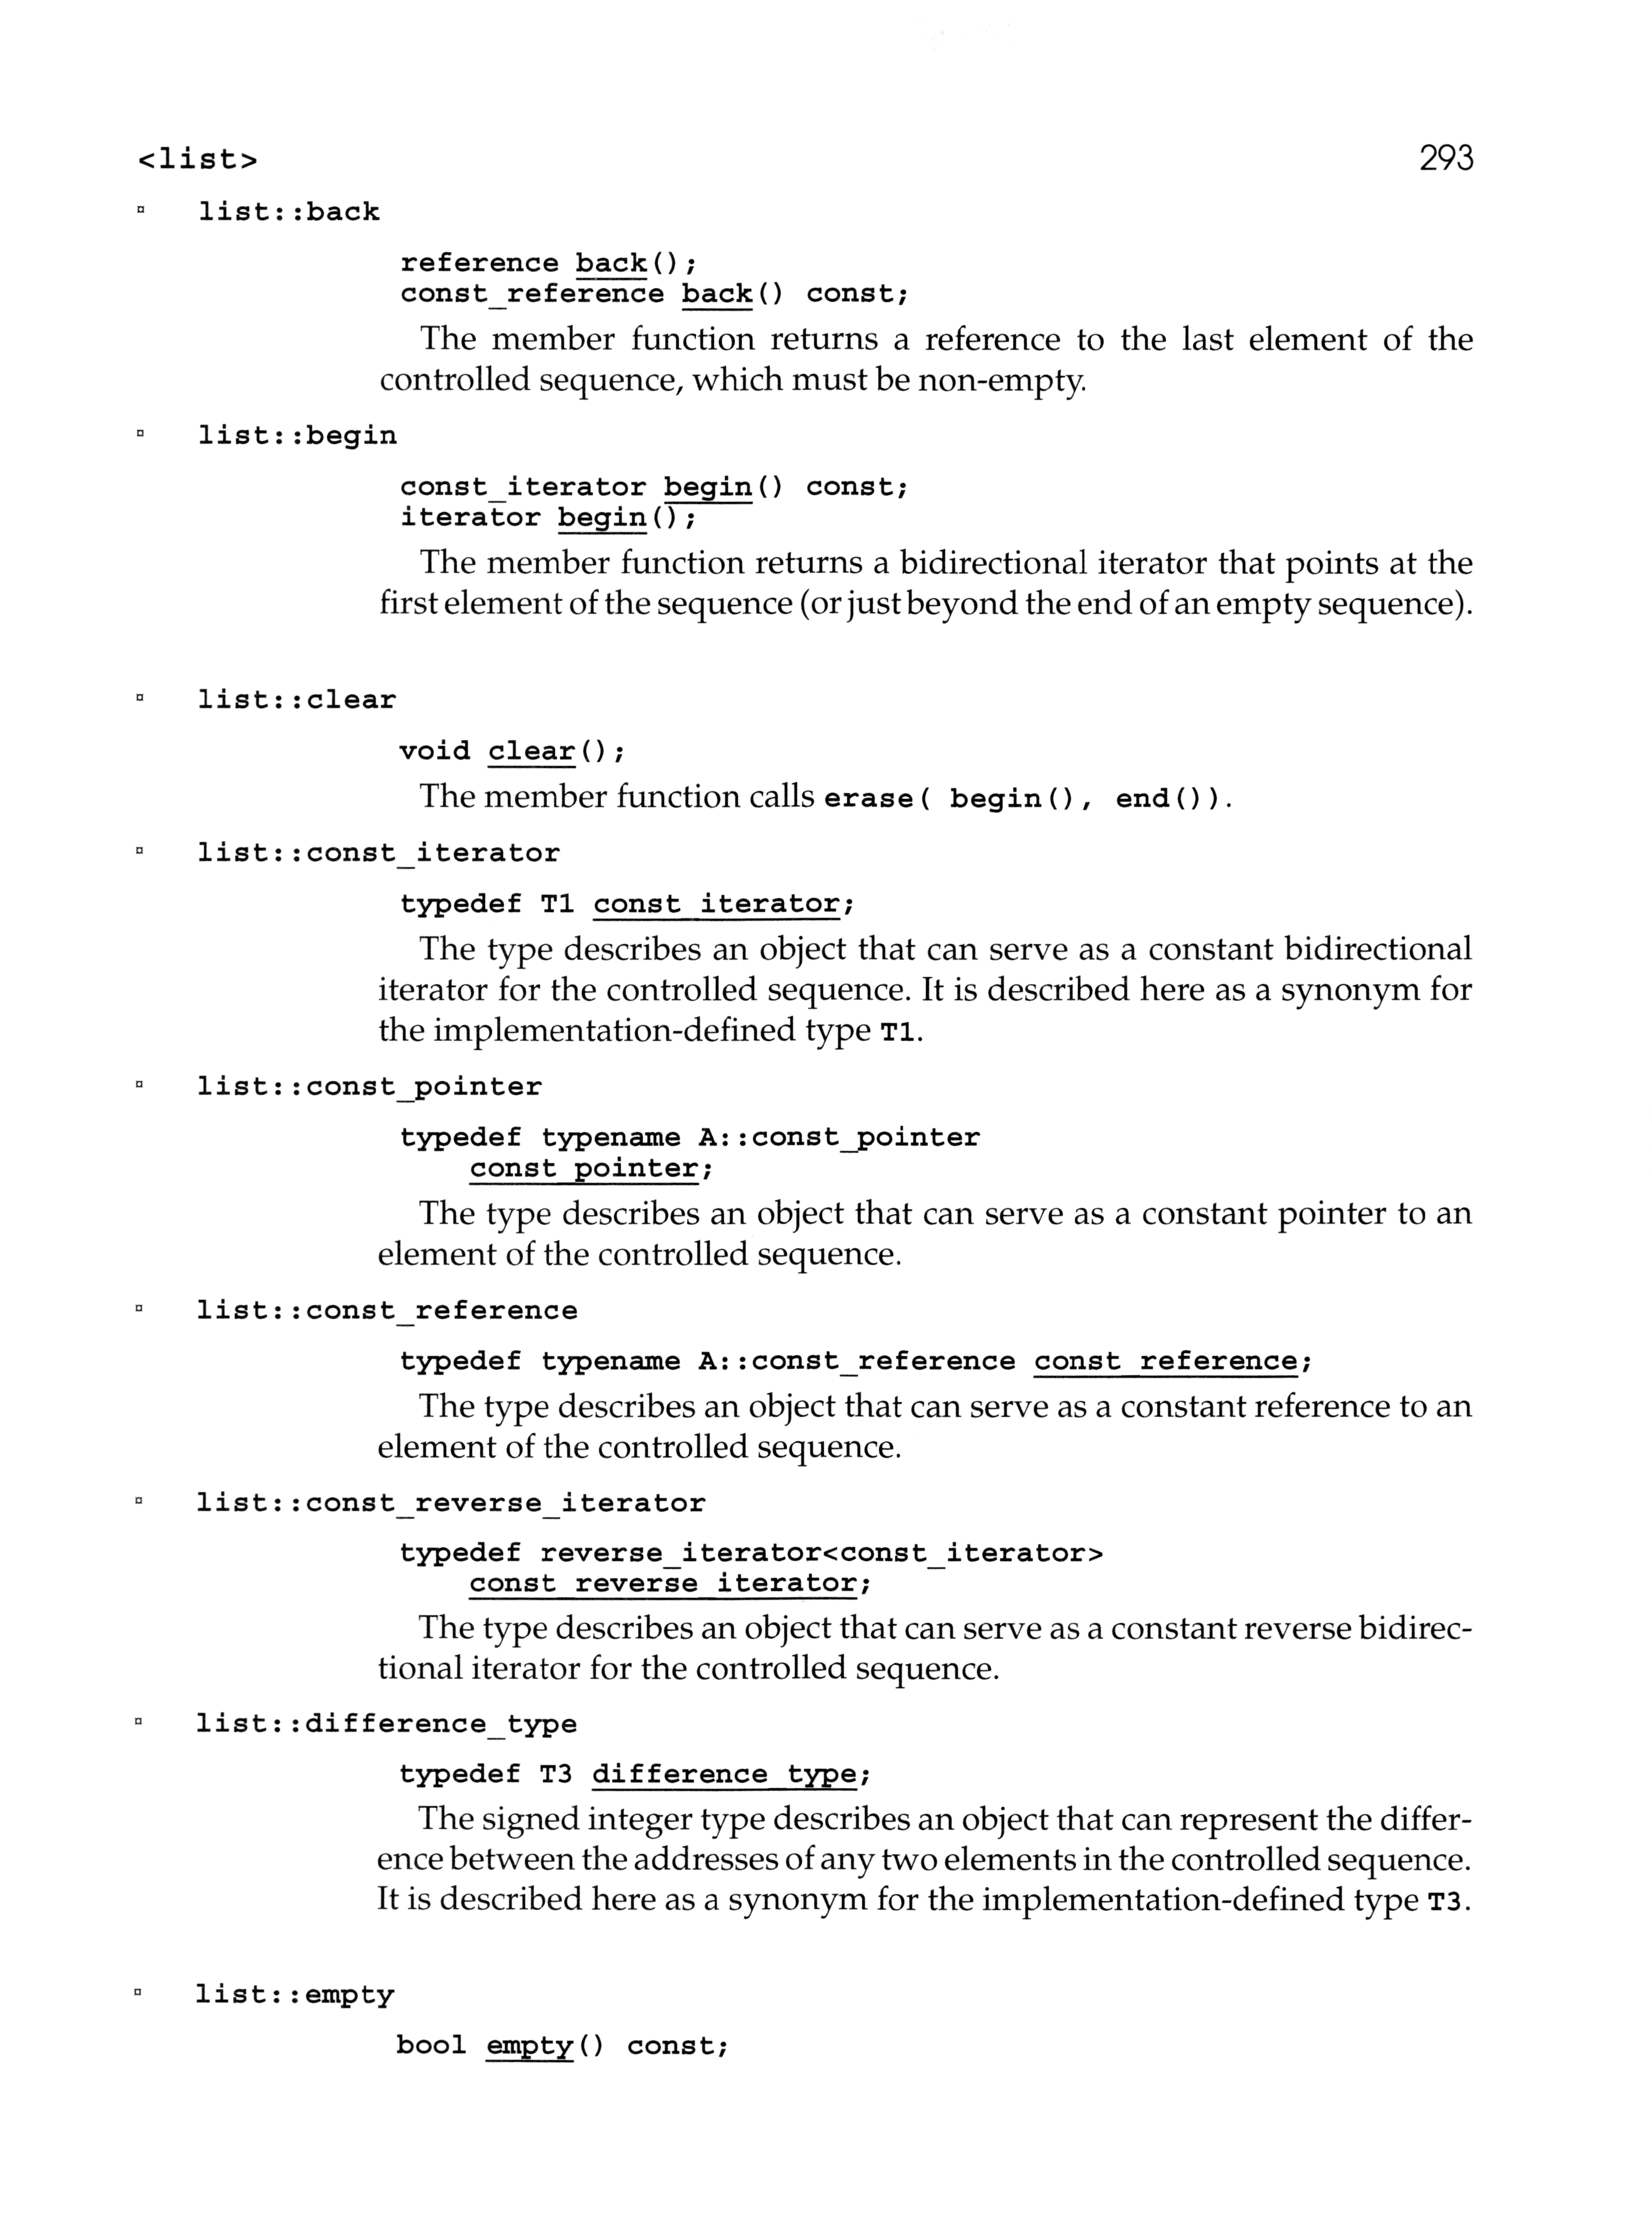 <list>
293
¤ list::back
reference back();
const_reference back() const;
The member function returns a reference to the last element of the
controlled sequence, which must be non-empty.
¤ list::begin
const_iterator begin() const;
iterator begin();
The member function returns a bidirectional iterator that points at the
first element of the sequence (or just beyond the end of an empty sequence).
¤ list::clear
void clear();
The member function calls erase( begin(), end()).
¤ list::const_iterator
typedef T1 const_iterator;
The type describes an object that can serve as a constant bidirectional
iterator for the controlled sequence. It is described here as a synonym for
the implementation-defined type T1.
¤ list::const_pointer
typedef typename A::const_pointer
const_pointer;
The type describes an object that can serve as a constant pointer to an
element of the controlled sequence.
¤ list::const_reference
typedef typename A::const_reference const_reference;
The type describes an object that can serve as a constant reference to an
element of the controlled sequence.
¤ list::const_reverse_iterator
typedef reverse_iterator<const_iterator>
const_reverse_iterator;
The type describes an object that can serve as a constant reverse bidirec-
tional iterator for the controlled sequence.
¤ list::difference_type
typedef T3 difference_type;
The signed integer type describes an object that can represent the differ-
ence between the addresses of any two elements in the controlled sequence.
It is described here as a synonym for the implementation-defined type T3.
¤ list::empty
bool empty() const;